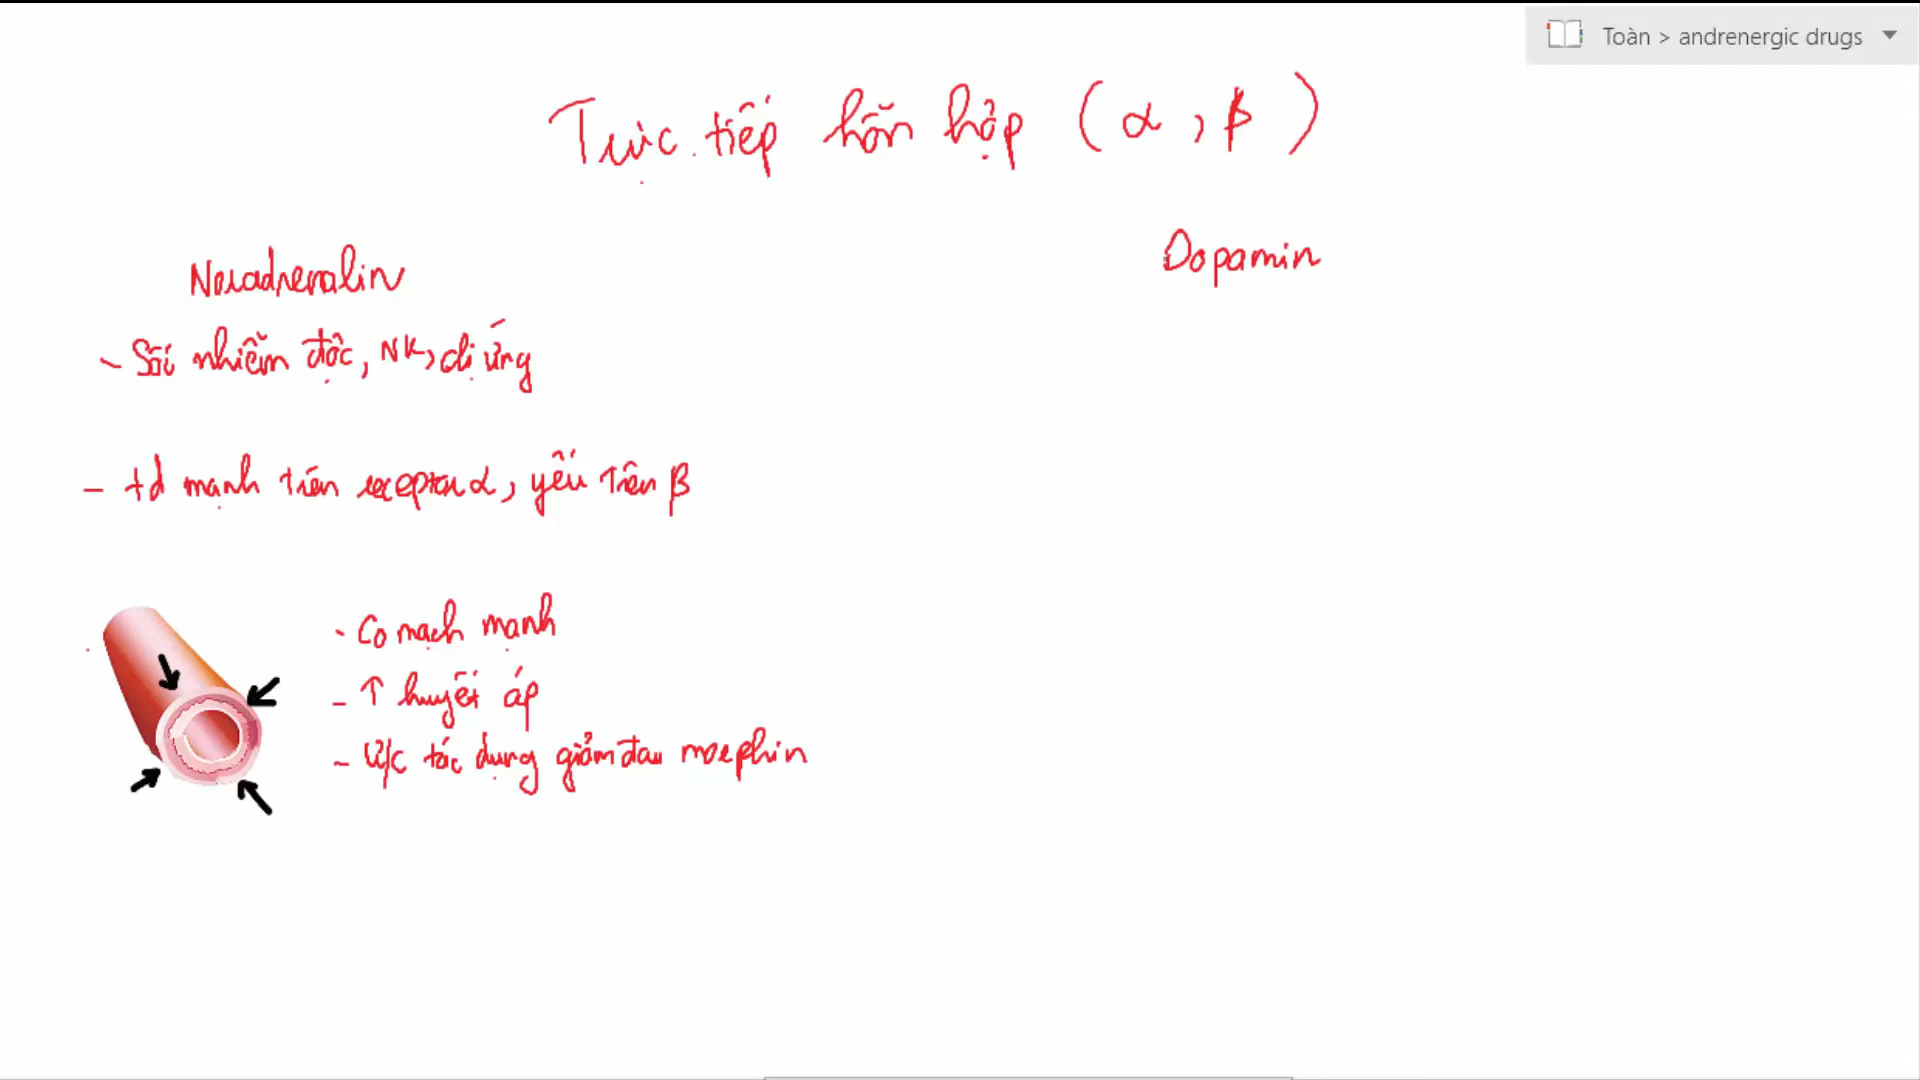 Toàn > andrenergic drugs
Trực tiếp hỗn hợp (α, β)
Noradrenalin
- Sốc nhiễm độc, NK, dị ứng
- td mạnh trên receptor α, yếu trên β
- Co mạch mạnh
- ↑ huyết áp
- Ư/c tác dụng giảm đau morphin
Dopamin